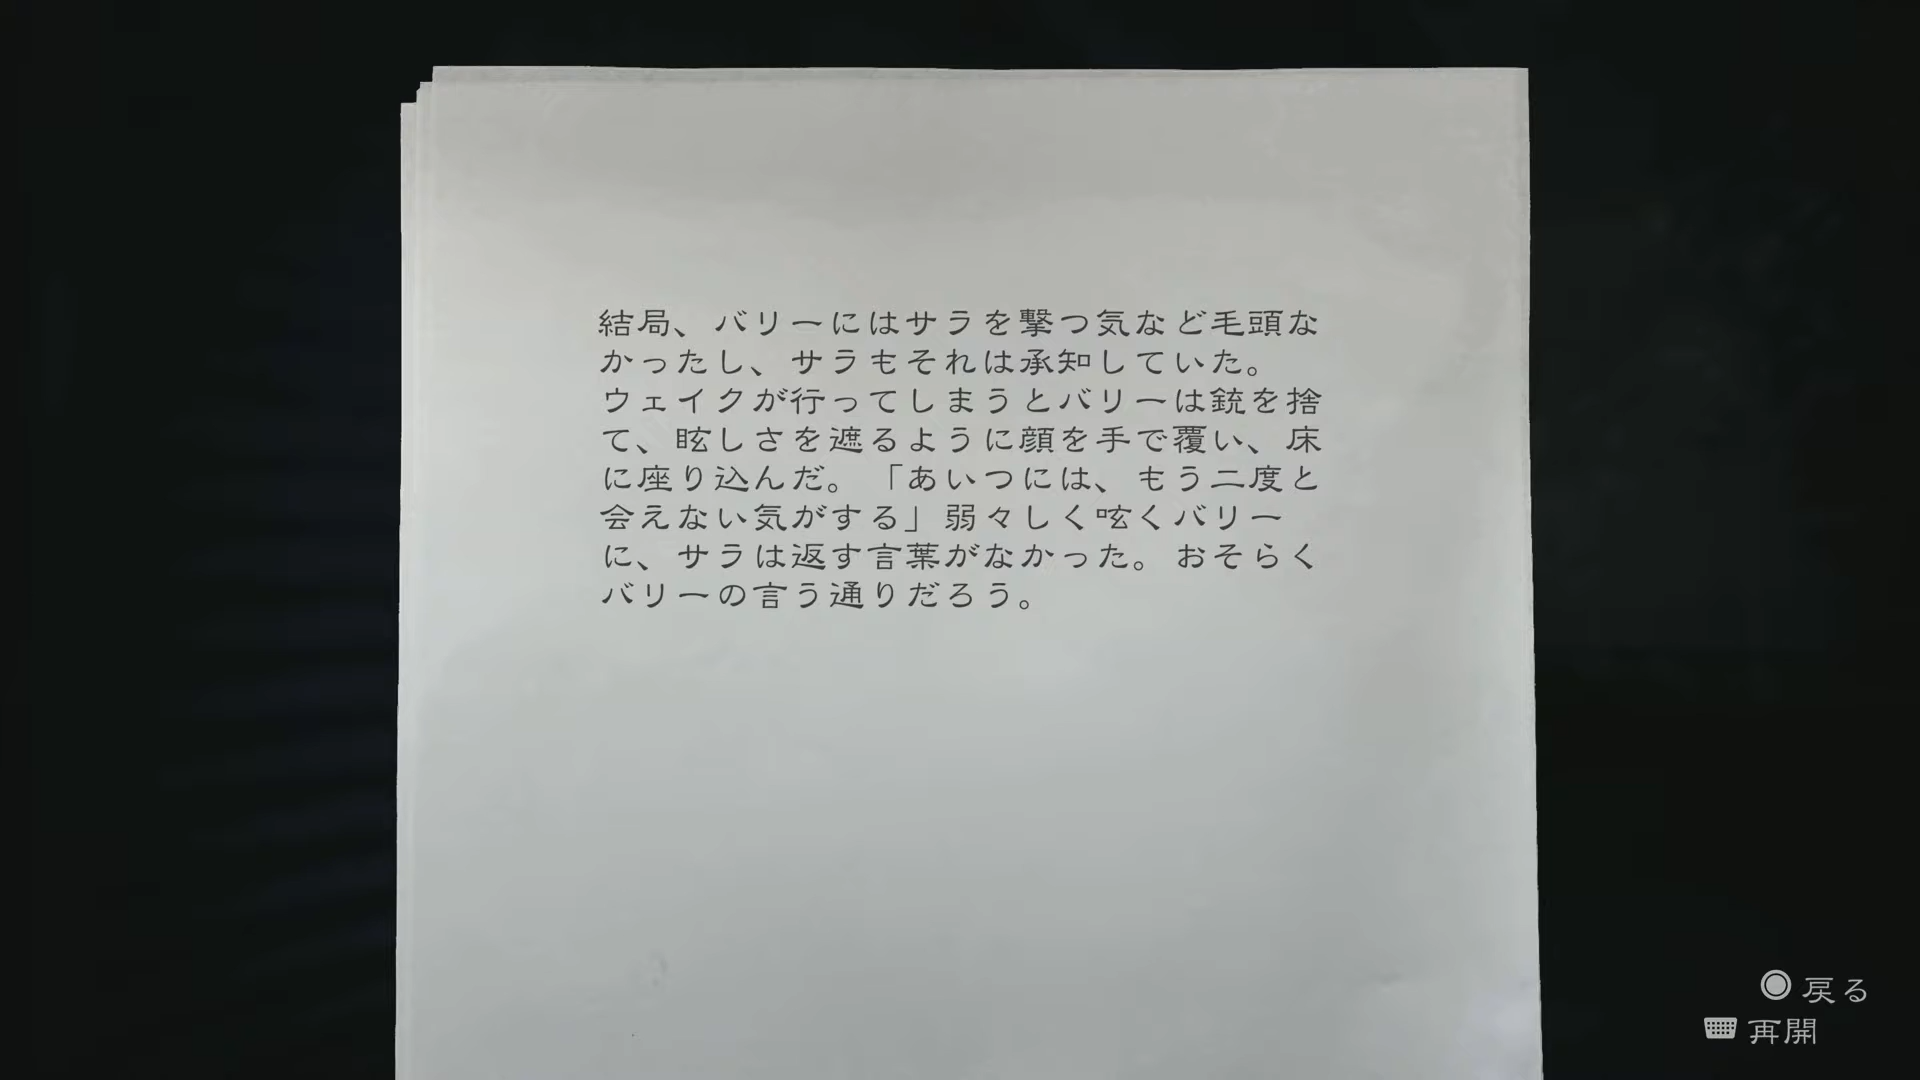 結局、バリーにはサラを撃つ気など毛頭な
かったし、サラもそれは承知していた。
ウェイクが行ってしまうとバリーは銃を捨
て、眩しさを遮るように顔を手で覆い、床
に座り込んだ。「あいつには、もう二度と
会えない気がする」弱々しく呟くバリー
に、サラは返す言葉がなかった。おそらく
バリーの言う通りだろう。
戻る
再開